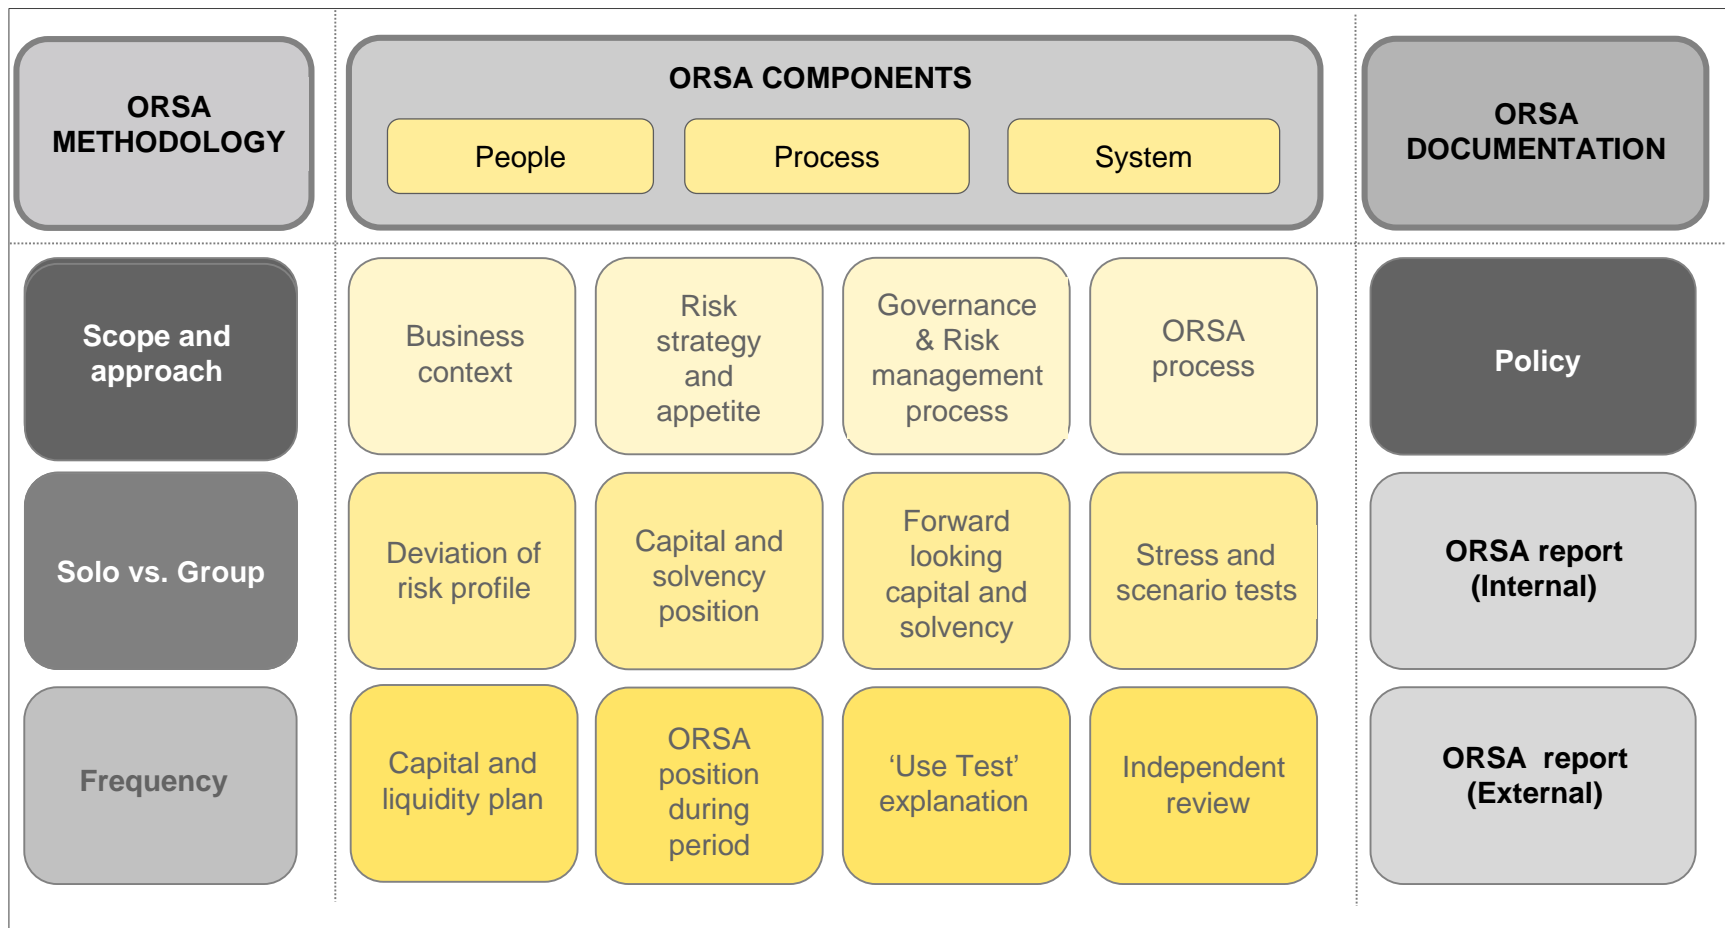 ORSA
METHODOLOGY
ORSA COMPONENTS
People
Process
System
ORSA
DOCUMENTATION
Scope and
approach
Business
context
Risk
strategy
and
appetite
Governance
& Risk
management
process
ORSA
process
Policy
Solo vs. Group
Deviation of
risk profile
Capital and
solvency
position
Forward
looking
capital and
solvency
Stress and
scenario tests
ORSA report
(Internal)
Frequency
Capital and
liquidity plan
ORSA
position
during
period
‘Use Test’
explanation
Independent
review
ORSA  report
(External)